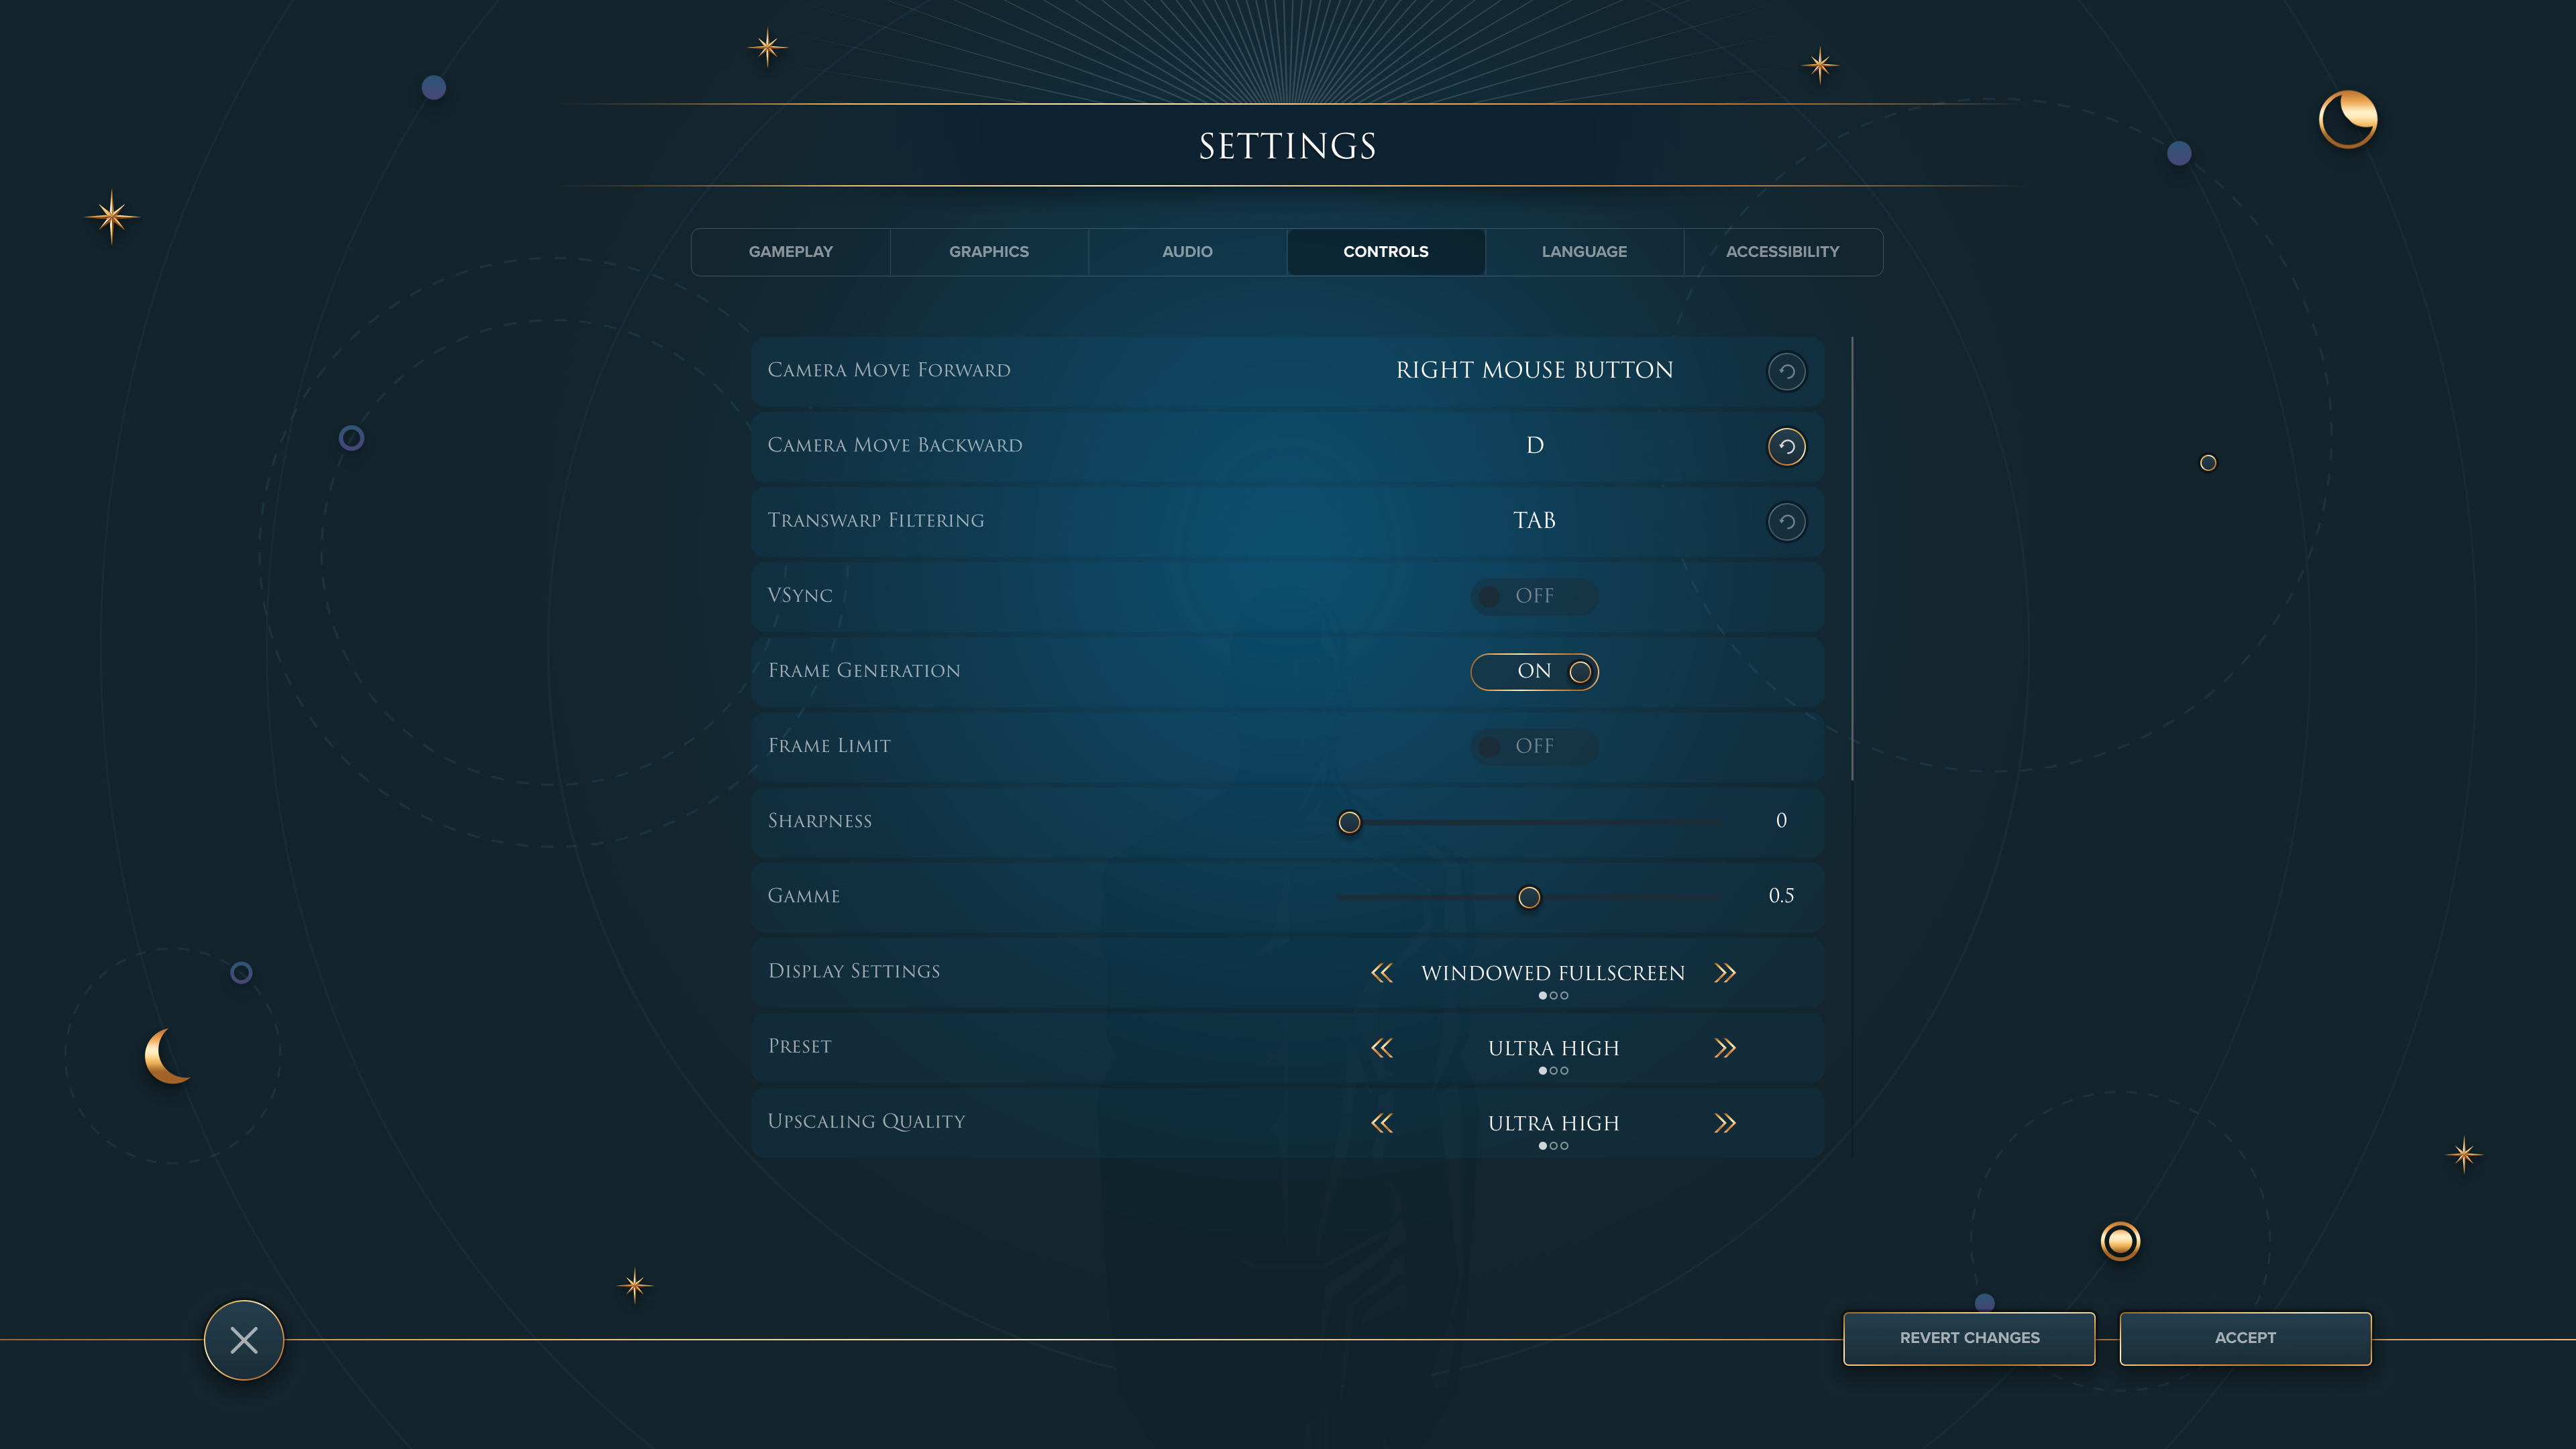 SETTINGS
GAMEPLAY GRAPHICS AUDIO CONTROLS LANGUAGE ACCESSIBILITY
Camera Move Forward RIGHT MOUSE BUTTON
Camera Move Backward D
Transwarp Filtering TAB
VSync OFF
Frame Generation ON
Frame Limit OFF
Sharpness 0
Gamme 0.5
Display Settings WINDOWED FULLSCREEN
Preset ULTRA HIGH
Upscaling Quality ULTRA HIGH
REVERT CHANGES ACCEPT